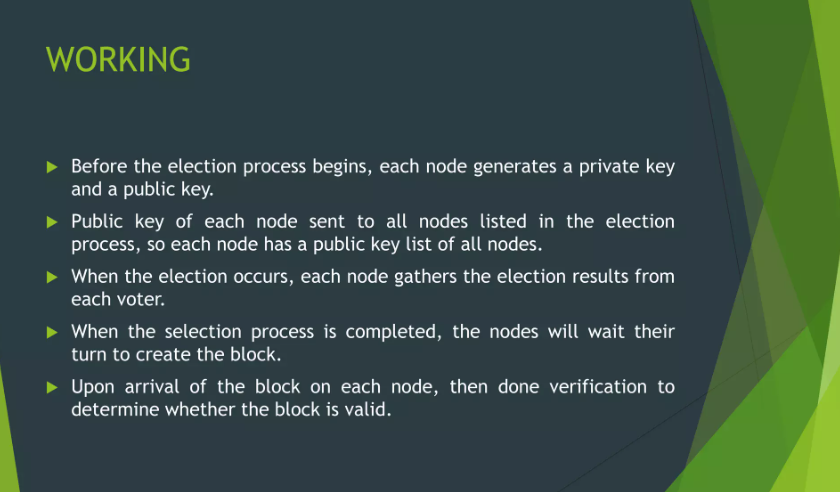 WORKING
Before the election process begins, each node generates a private key
and a public key.
Public key of each node sent to all nodes listed in the election
process, so each node has a public key list of all nodes.
When the election occurs, each node gathers the election results from
each voter.
When the selection process is completed, the nodes will wait their
turn to create the block.
Upon arrival of the block on each node, then done verification to
determine whether the block is valid.